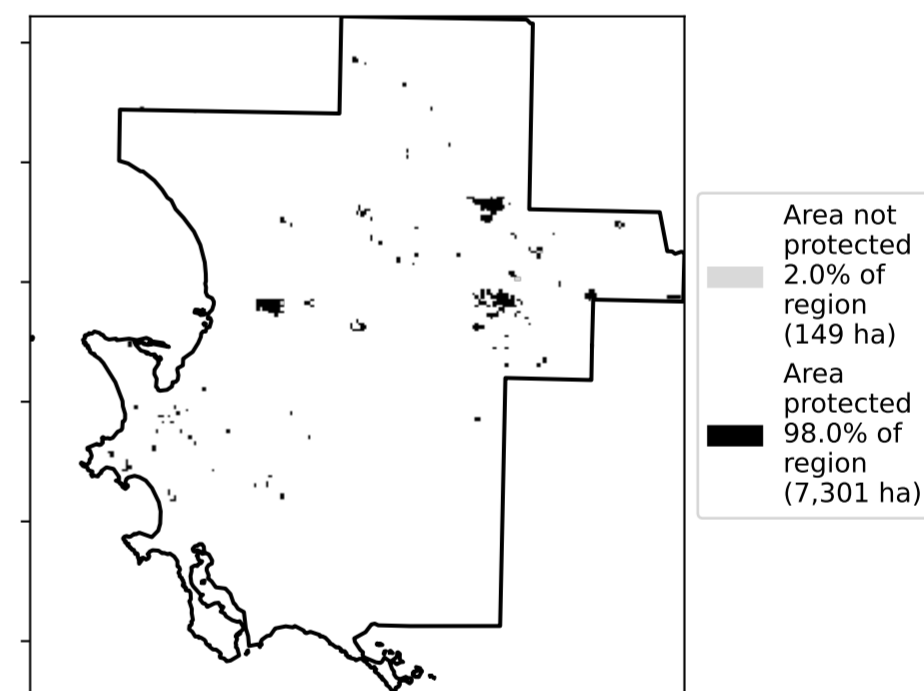 Area not
protected
2.0% of
region
(149 ha)
Area
protected
98.0% of
region
(7,301 ha)